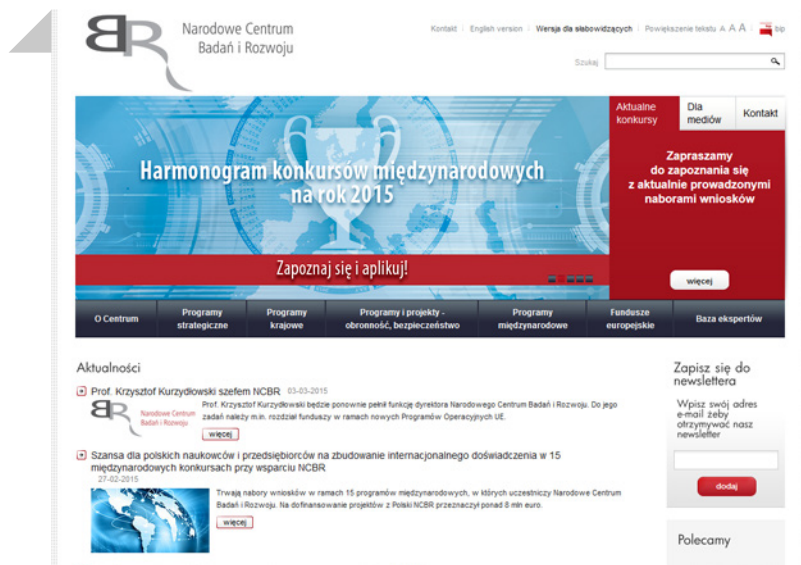 BR
Narodowe Centrum
Badań i Rozwoju
Kontakt | English version | Wersja dla słabowidzących | Powiększenie tekstu A A A | bip
Szukaj
Harmonogram konkursów międzynarodowych
na rok 2015
Zapoznaj się i aplikuj!
Aktualne
konkursy
Dla
mediów
Kontakt
Zapraszamy
do zapoznania się
z aktualnie prowadzonymi
naborami wniosków
więcej
O Centrum
Programy
strategiczne
Programy
krajowe
Programy i projekty -
obronność, bezpieczeństwo
Programy
międzynarodowe
Fundusze
europejskie
Baza ekspertów
Aktualności
Prof. Krzysztof Kurzydłowski szefem NCBR 03-03-2015
BR
Narodowe Centrum
Badań i Rozwoju
Prof. Krzysztof Kurzydłowski będzie ponownie pełnił funkcję dyrektora Narodowego Centrum Badań i Rozwoju. Do jego
zadań należy m.in. rozdział funduszy w ramach nowych Programów Operacyjnych UE.
więcej
Szansa dla polskich naukowców i przedsiębiorców na zbudowanie internacjonalnego doświadczenia w 15
międzynarodowych konkursach przy wsparciu NCBR
27-02-2015
Trwają nabory wniosków w ramach 15 programów międzynarodowych, w których uczestniczy Narodowe Centrum
Badań i Rozwoju. Na dofinansowanie projektów z Polski NCBR przeznaczył ponad 8 mln euro.
więcej
Zapisz się do
newslettera
Wpisz swój adres
e-mail żeby
otrzymywać nasz
newsletter
dodaj
Polecamy